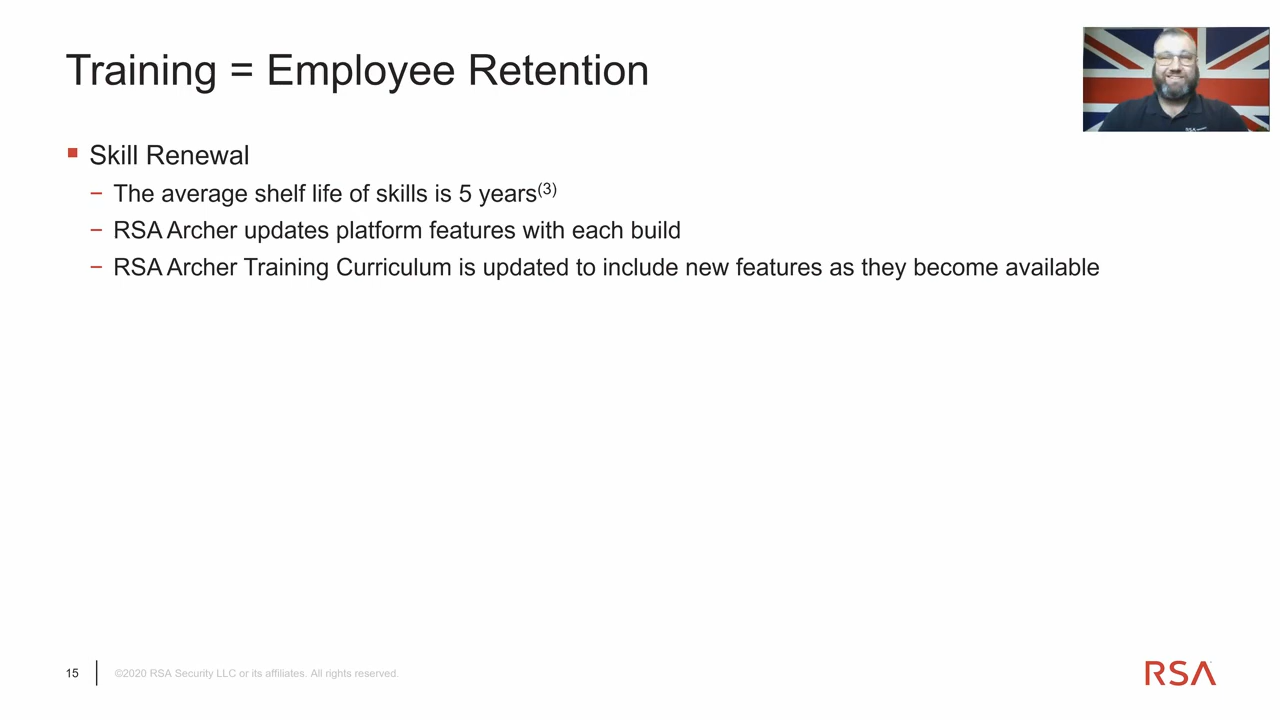 Training = Employee Retention
Skill Renewal
The average shelf life of skills is 5 years(3)
RSA Archer updates platform features with each build
RSA Archer Training Curriculum is updated to include new features as they become available
15
©2020 RSA Security LLC or its affiliates. All rights reserved.
RSA
RSA